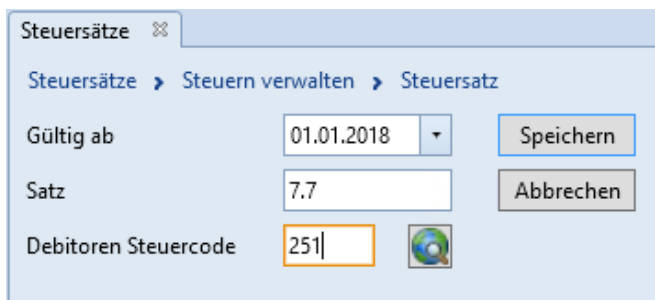 Steuersätze
Steuersätze > Steuern verwalten > Steuersatz
Gültig ab 01.01.2018 Speichern
Satz 7.7 Abbrechen
Debitoren Steuercode 251